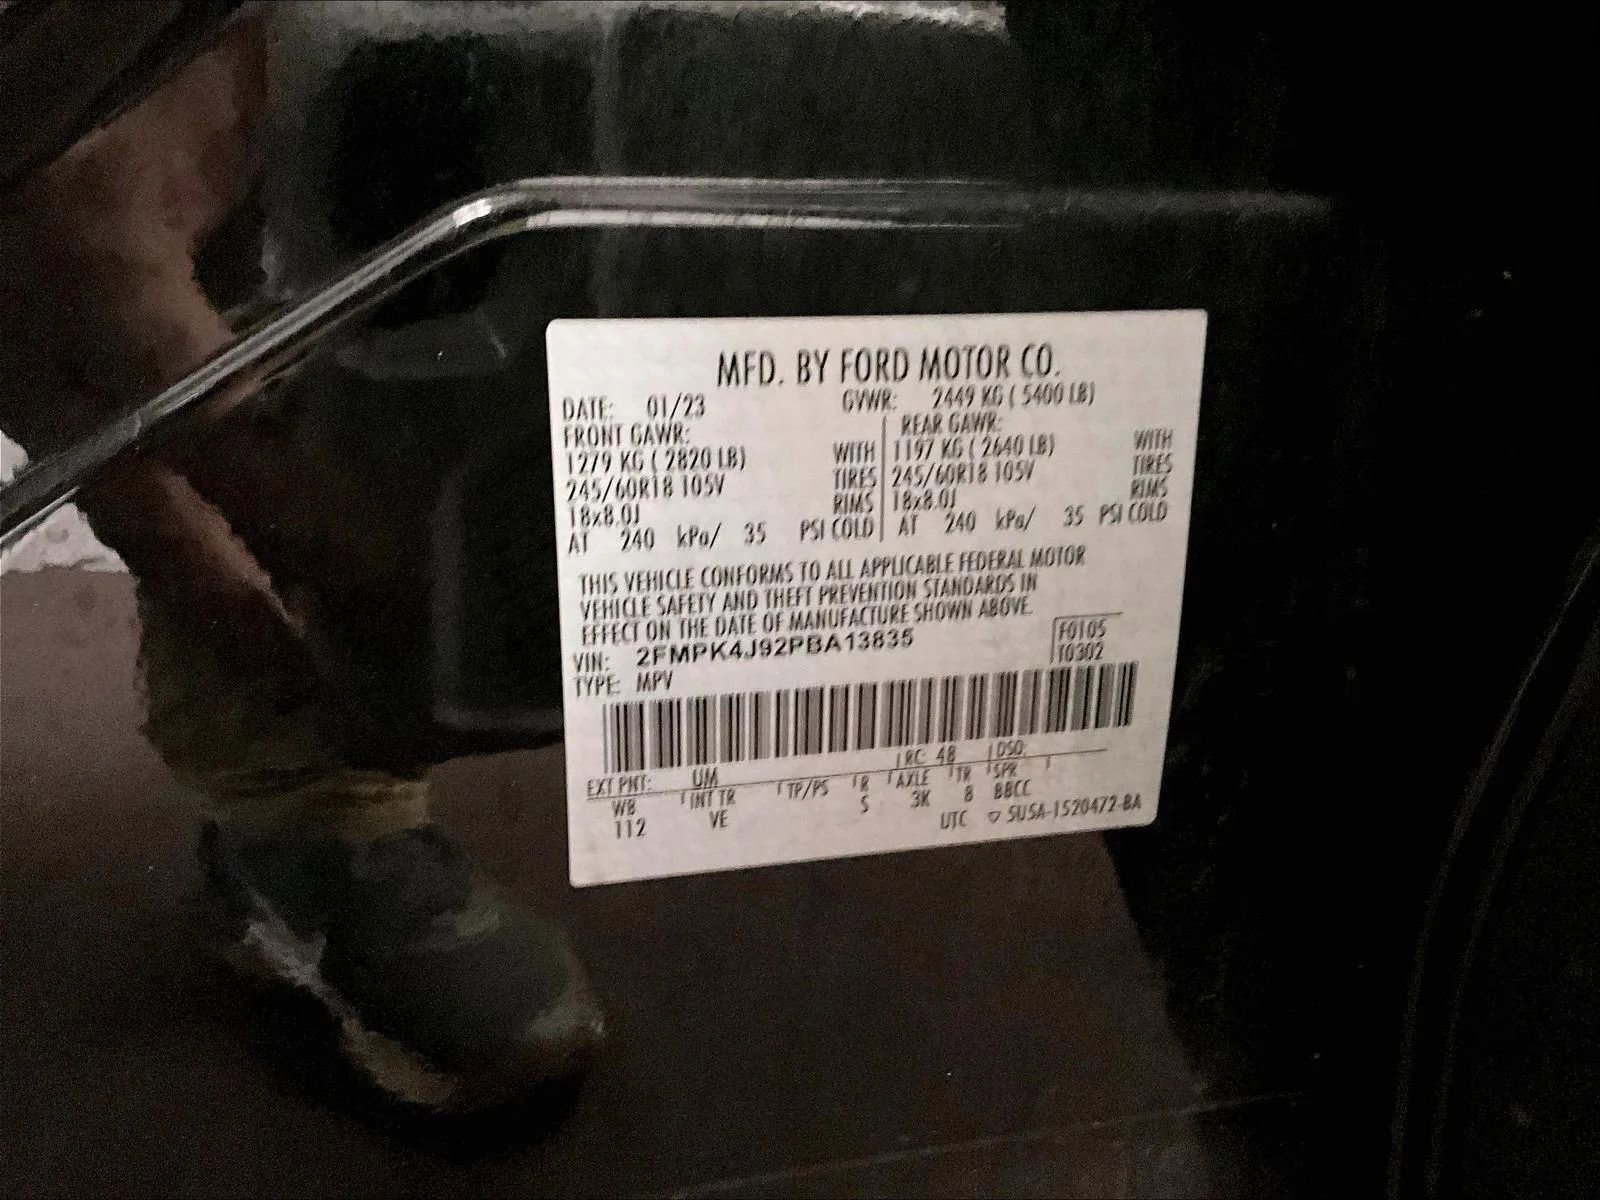 MFD. BY FORD MOTOR CO.
DATE: 01/23 GVWR: 2449 KG ( 5400 LB)
FRONT GAWR: REAR GAWR:
1279 KG ( 2820 LB) WITH 1197 KG ( 2640 LB) WITH
245/60R18 105V TIRES 245/60R18 105V TIRES
18x8.0J RIMS 18x8.0J RIMS
AT 240 kPa/ 35 PSI COLD AT 240 kPa/ 35 PSI COLD
THIS VEHICLE CONFORMS TO ALL APPLICABLE FEDERAL MOTOR
VEHICLE SAFETY AND THEFT PREVENTION STANDARDS IN
EFFECT ON THE DATE OF MANUFACTURE SHOWN ABOVE.
VIN: 2FMPK4J92PBA13835 F0105
TYPE: MPV T0302
EXT PNT: UM RC: 48 DSO:
WB INT TR TP/PS R AXLE TR SPR
112 VE S 3K 8 BBCC
UTC ▽ 5U5A-1520472-BA